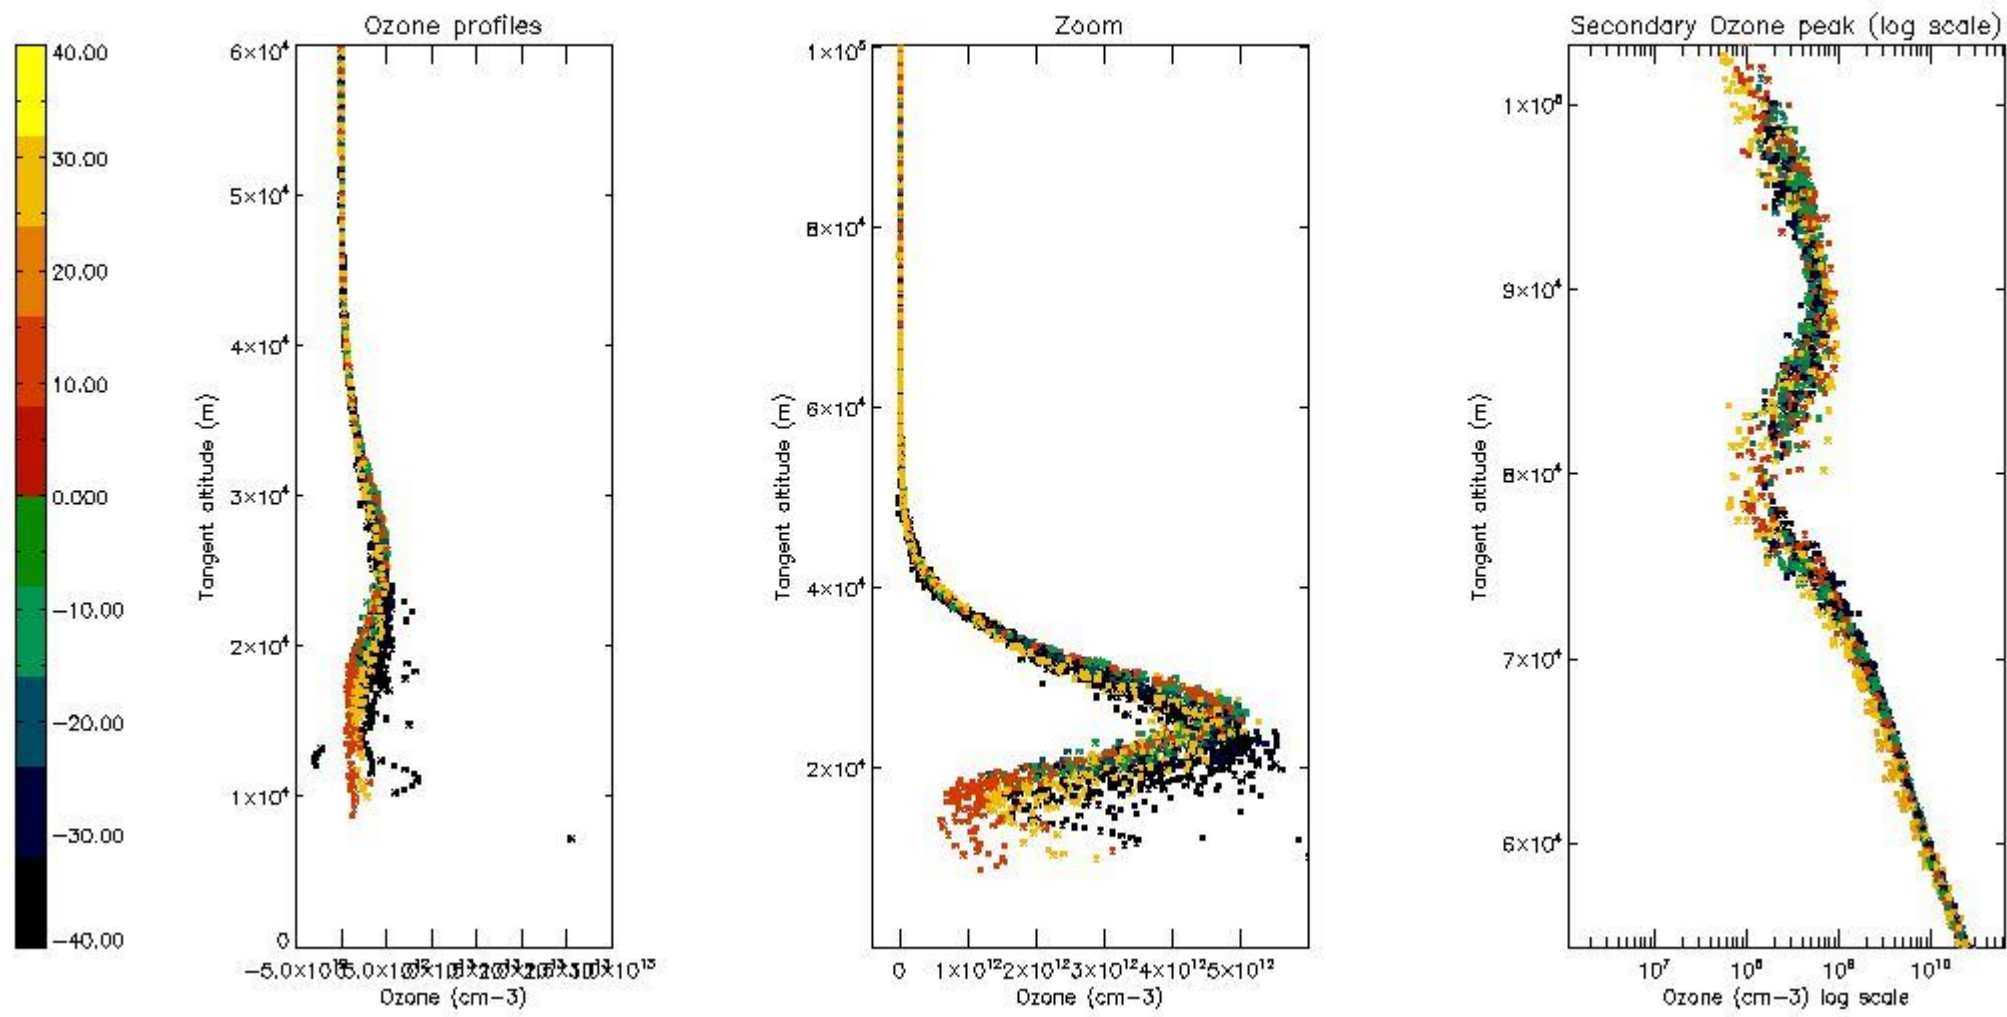 Ozone profiles
Zoom
Secondary Ozone peak (log scale)
40.00
30.00
20.00
10.00
0.000
−10.00
−20.00
−30.00
−40.00
6×10⁴
5×10⁴
4×10⁴
3×10⁴
2×10⁴
1×10⁴
0
Tangent altitude (m)
Ozone (cm−3)
1×10⁵
8×10⁴
6×10⁴
4×10⁴
2×10⁴
Tangent altitude (m)
0 1×10¹² 2×10¹² 3×10¹² 4×10¹² 5×10¹²
Ozone (cm−3)
1×10⁵
9×10⁴
8×10⁴
7×10⁴
6×10⁴
Tangent altitude (m)
10⁷ 10⁸ 10⁹ 10¹⁰
Ozone (cm−3) log scale